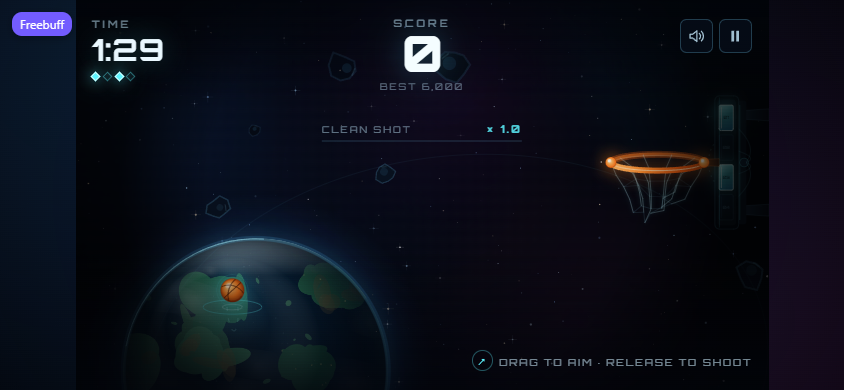 Freebuff
TIME
1:29
SCORE
0
BEST 6,000
CLEAN SHOT x 1.0
DRAG TO AIM · RELEASE TO SHOOT